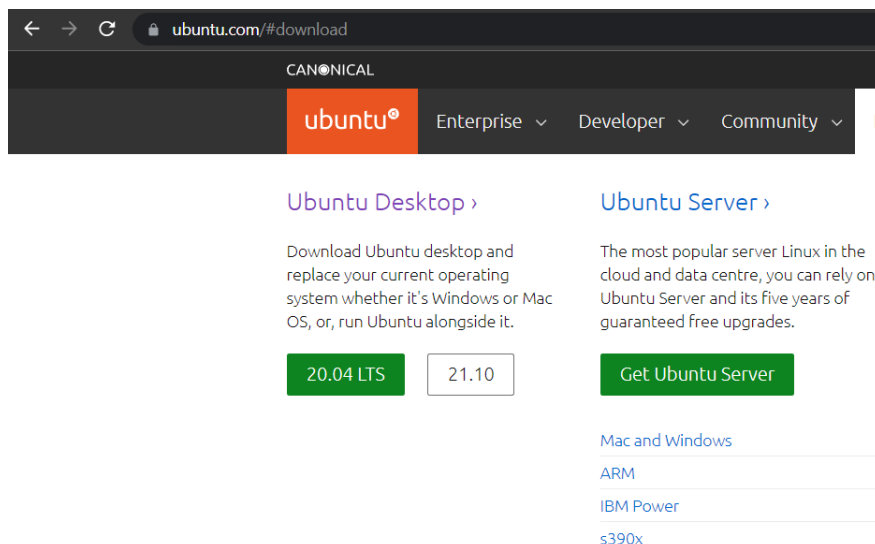 ubuntu.com/#download
CANONICAL
ubuntu
Enterprise
Developer
Community
Ubuntu Desktop ›
Download Ubuntu desktop and
replace your current operating
system whether it's Windows or Mac
OS, or, run Ubuntu alongside it.
20.04 LTS
21.10
Ubuntu Server ›
The most popular server Linux in the
cloud and data centre, you can rely on
Ubuntu Server and its five years of
guaranteed free upgrades.
Get Ubuntu Server
Mac and Windows
ARM
IBM Power
s390x